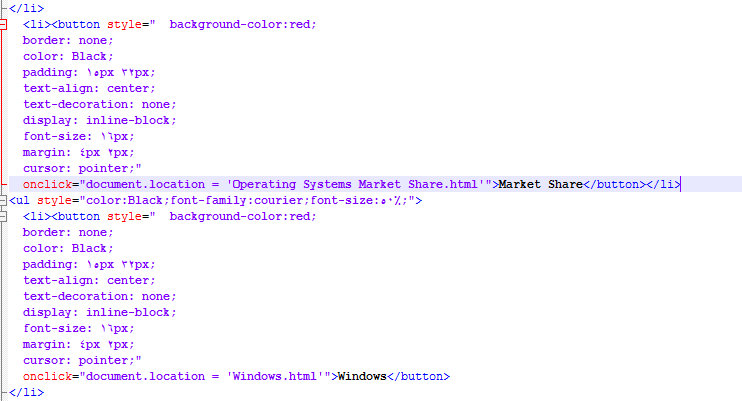 </li>
<li><button style="  background-color:red;
border: none;
color: Black;
padding: ١٥px ٣٢px;
text-align: center;
text-decoration: none;
display: inline-block;
font-size: ١٦px;
margin: ٤px ٢px;
cursor: pointer;"
onclick="document.location = 'Operating Systems Market Share.html'">Market Share</button></li>
<ul style="color:Black;font-family:courier;font-size:٥٠٪;">
<li><button style="  background-color:red;
border: none;
color: Black;
padding: ١٥px ٣٢px;
text-align: center;
text-decoration: none;
display: inline-block;
font-size: ١٦px;
margin: ٤px ٢px;
cursor: pointer;"
onclick="document.location = 'Windows.html'">Windows</button>
</li>